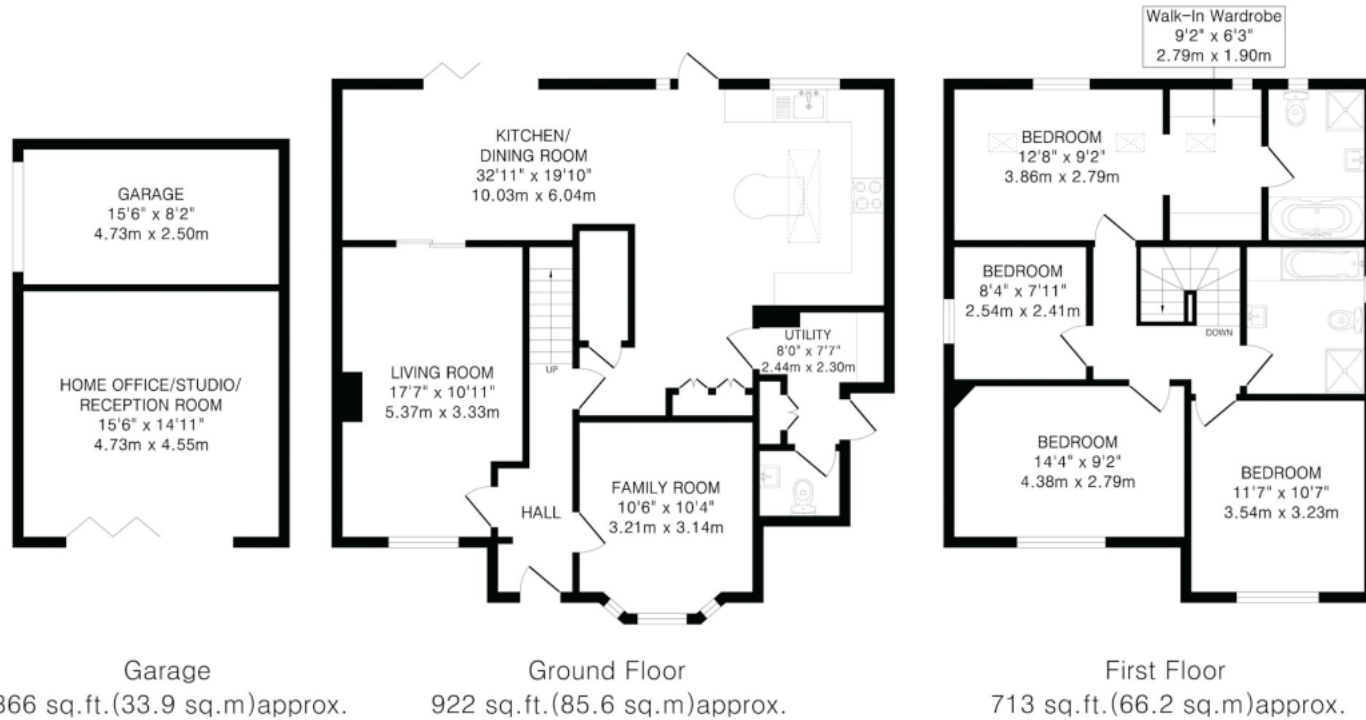 Walk-In Wardrobe
9'2" x 6'3"
2.79m x 1.90m
GARAGE
15'6" x 8'2"
4.73m x 2.50m
HOME OFFICE/STUDIO/
RECEPTION ROOM
15'6" x 14'11"
4.73m x 4.55m
KITCHEN/
DINING ROOM
32'11" x 19'10"
10.03m x 6.04m
LIVING ROOM
17'7" x 10'11"
5.37m x 3.33m
UP
UTILITY
8'0" x 7'7"
2.44m x 2.30m
FAMILY ROOM
10'6" x 10'4"
3.21m x 3.14m
HALL
BEDROOM
12'8" x 9'2"
3.86m x 2.79m
BEDROOM
8'4" x 7'11"
2.54m x 2.41m
DOWN
BEDROOM
14'4" x 9'2"
4.38m x 2.79m
BEDROOM
11'7" x 10'7"
3.54m x 3.23m
Garage
366 sq.ft.(33.9 sq.m)approx.
Ground Floor
922 sq.ft.(85.6 sq.m)approx.
First Floor
713 sq.ft.(66.2 sq.m)approx.